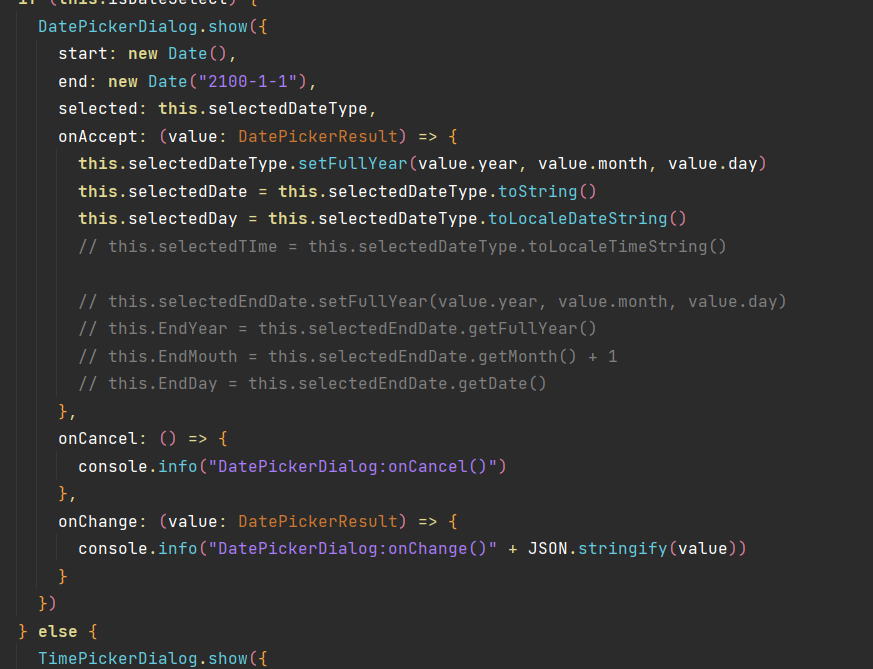 if (this.isDateSelect) {
DatePickerDialog.show({
start: new Date(),
end: new Date("2100-1-1"),
selected: this.selectedDateType,
onAccept: (value: DatePickerResult) => {
this.selectedDateType.setFullYear(value.year, value.month, value.day)
this.selectedDate = this.selectedDateType.toString()
this.selectedDay = this.selectedDateType.toLocaleDateString()
// this.selectedTIme = this.selectedDateType.toLocaleTimeString()
// this.selectedEndDate.setFullYear(value.year, value.month, value.day)
// this.EndYear = this.selectedEndDate.getFullYear()
// this.EndMouth = this.selectedEndDate.getMonth() + 1
// this.EndDay = this.selectedEndDate.getDate()
},
onCancel: () => {
console.info("DatePickerDialog:onCancel()")
},
onChange: (value: DatePickerResult) => {
console.info("DatePickerDialog:onChange()" + JSON.stringify(value))
}
})
} else {
TimePickerDialog.show({